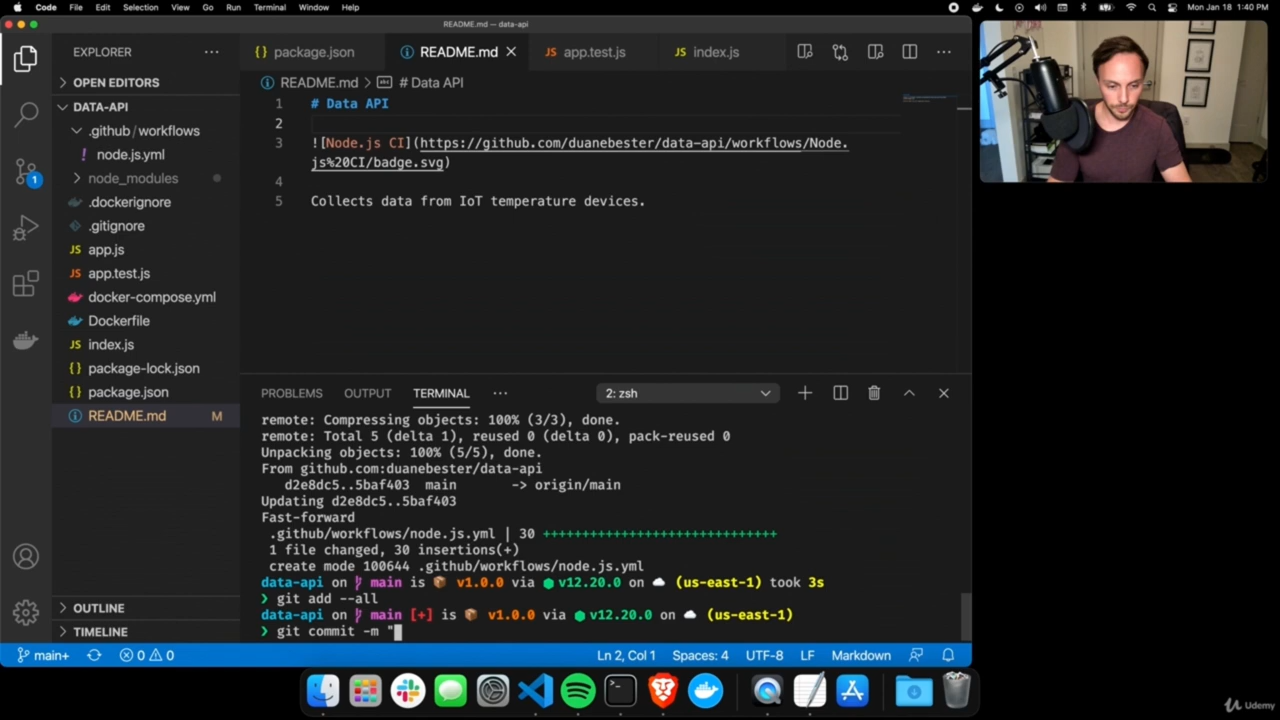 Code File Edit Selection View Go Run Terminal Window Help Mon Jan 18 1:40 PM
README.md — data-api
EXPLORER
{} package.json README.md JS app.test.js JS index.js
OPEN EDITORS
README.md > # Data API
DATA-API
.github/workflows
! node.js.yml
node_modules
.dockerignore
.gitignore
JS app.js
JS app.test.js
docker-compose.yml
Dockerfile
JS index.js
{} package-lock.json
{} package.json
README.md M
OUTLINE
TIMELINE
1
1 # Data API
2
3 ![Node.js CI](https://github.com/duanebester/data-api/workflows/Node.
js%20CI/badge.svg)
4
5 Collects data from IoT temperature devices.
PROBLEMS OUTPUT TERMINAL ··· 2: zsh
remote: Compressing objects: 100% (3/3), done.
remote: Total 5 (delta 1), reused 0 (delta 0), pack-reused 0
Unpacking objects: 100% (5/5), done.
From github.com:duanebester/data-api
d2e8dc5..5baf403 main -> origin/main
Updating d2e8dc5..5baf403
Fast-forward
.github/workflows/node.js.yml | 30 ++++++++++++++++++++++++++++++
1 file changed, 30 insertions(+)
create mode 100644 .github/workflows/node.js.yml
data-api on main is v1.0.0 via v12.20.0 on (us-east-1) took 3s
❯ git add --all
data-api on main [+] is v1.0.0 via v12.20.0 on (us-east-1)
❯ git commit -m "
main+ 0 0 Ln 2, Col 1 Spaces: 4 UTF-8 LF Markdown
Udemy